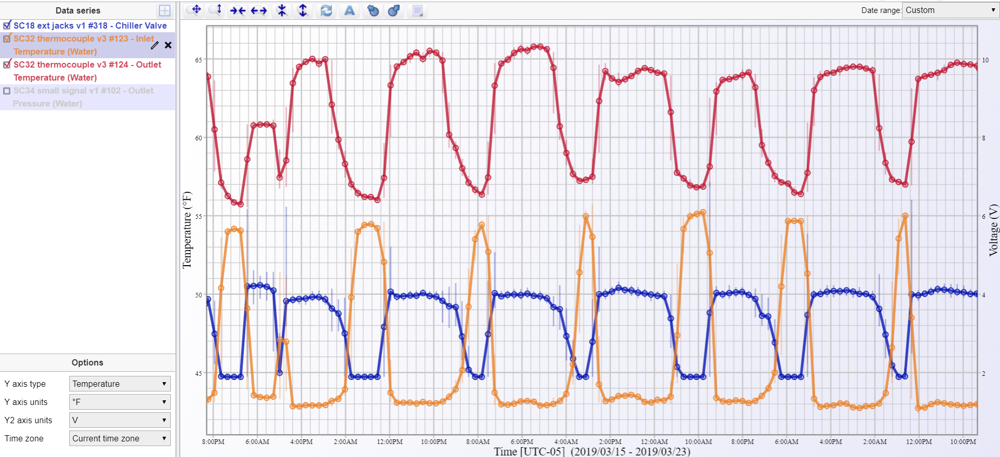 Data series
SC18 ext jacks v1 #318 - Chiller Valve
SC32 thermocouple v3 #123 - Inlet
Temperature (Water)
SC32 thermocouple v3 #124 - Outlet
Temperature (Water)
SC34 small signal v1 #102 - Outlet
Pressure (Water)
Options
Y axis type
Temperature
Y axis units
°F
Y2 axis units
V
Time zone
Current time zone
A
Date range:
Custom
Temperature (°F)
65
60
55
50
45
10
8
6
4
2
Voltage (V)
8:00PM
6:00AM
4:00PM
2:00AM
12:00PM
10:00PM
8:00AM
6:00PM
4:00AM
2:00PM
12:00AM
10:00AM
8:00PM
6:00AM
4:00PM
2:00AM
12:00PM
10:00PM
Time [UTC-05] (2019/03/15 - 2019/03/23)